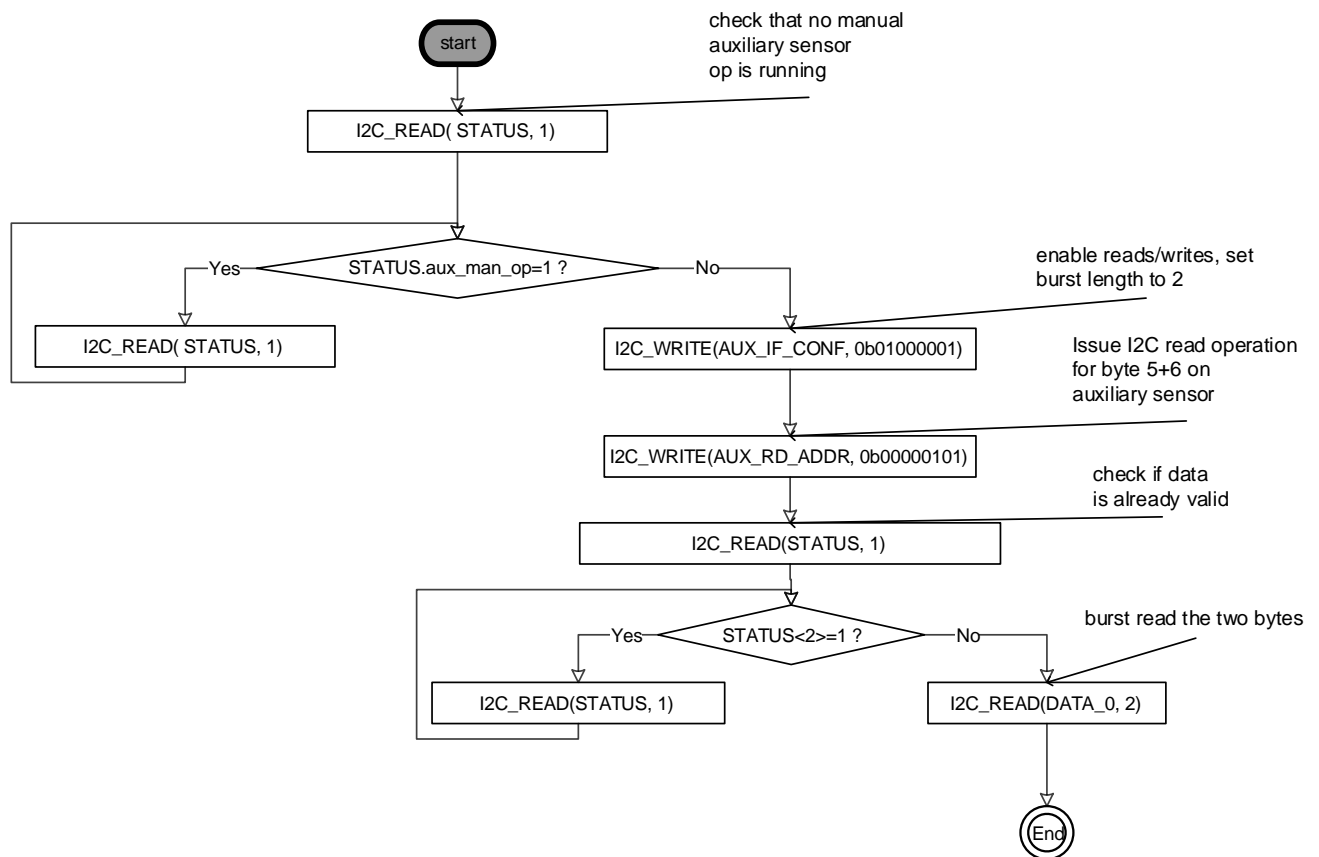 check that no manual
auxiliary sensor
op is running
start
I2C_READ( STATUS, 1)
STATUS.aux_man_op=1 ?
Yes
No
I2C_READ( STATUS, 1)
enable reads/writes, set
burst length to 2
I2C_WRITE(AUX_IF_CONF, 0b01000001)
Issue I2C read operation
for byte 5+6 on
auxiliary sensor
I2C_WRITE(AUX_RD_ADDR, 0b00000101)
check if data
is already valid
I2C_READ(STATUS, 1)
STATUS<2>=1 ?
Yes
No
I2C_READ(STATUS, 1)
burst read the two bytes
I2C_READ(DATA_0, 2)
End